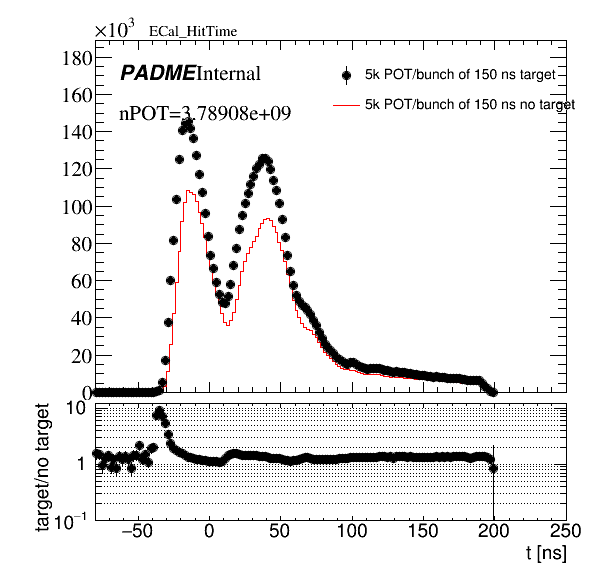 ×10³ ECal_HitTime
180
PADME Internal
5k POT/bunch of 150 ns target
160
5k POT/bunch of 150 ns no target
nPOT=3.78908e+09
140
120
100
80
60
40
20
0
target/no target
10
1
10⁻¹
−50 0 50 100 150 200 250
t [ns]